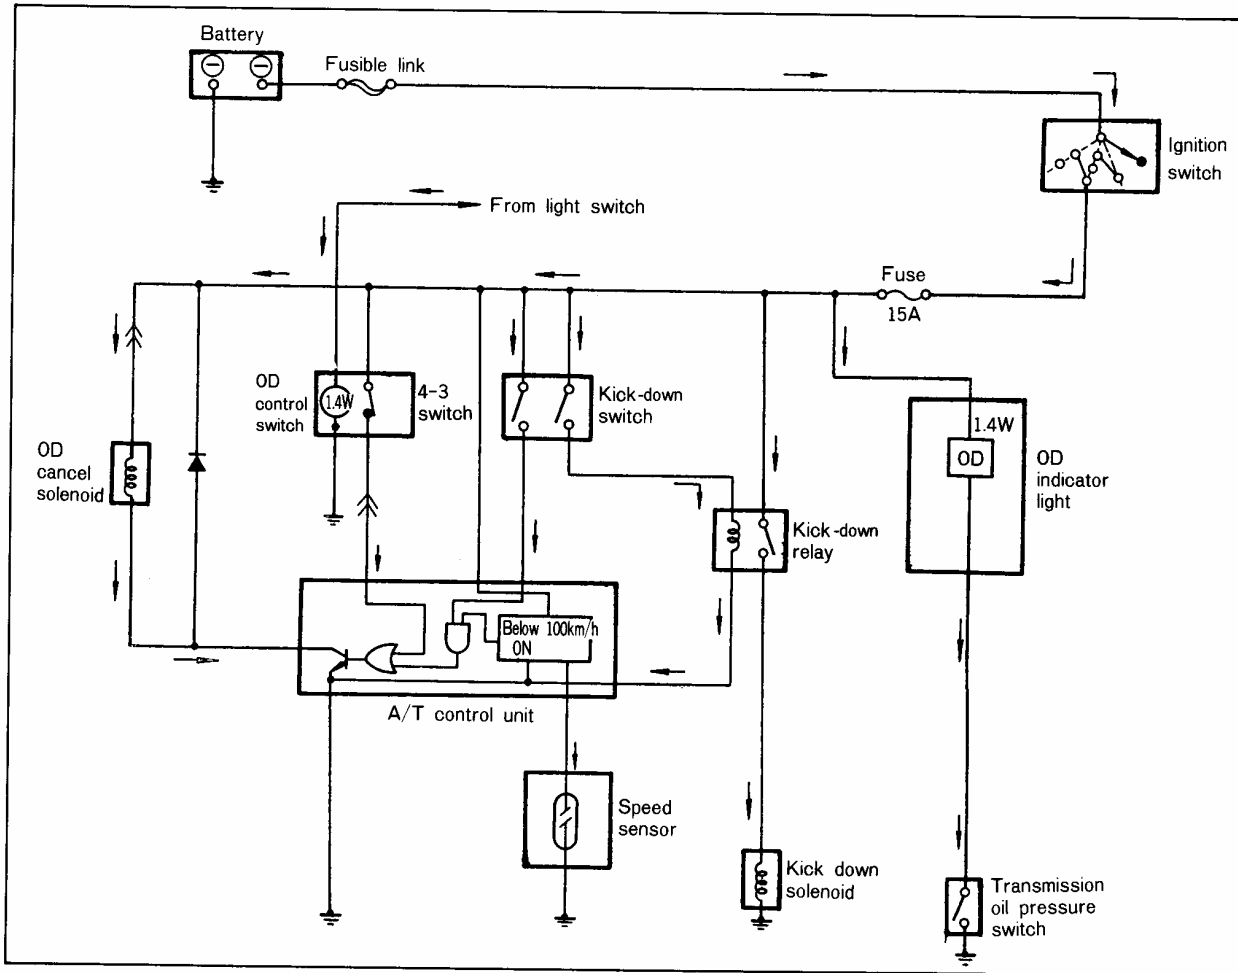 Battery
Fusible link
Ignition
switch
From light switch
Fuse
15A
OD
control
switch
1.4W
4-3
switch
Kick-down
switch
1.4W
OD
OD
indicator
light
OD
cancel
solenoid
Kick-down
relay
Below 100km/h
ON
A/T control unit
Speed
sensor
Kick down
solenoid
Transmission
oil pressure
switch